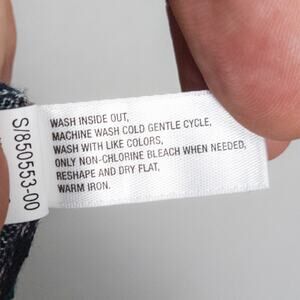 S/850553-00
WASH INSIDE OUT,
MACHINE WASH COLD GENTLE CYCLE,
WASH WITH LIKE COLORS,
ONLY NON-CHLORINE BLEACH WHEN NEEDED,
RESHAPE AND DRY FLAT,
WARM IRON.